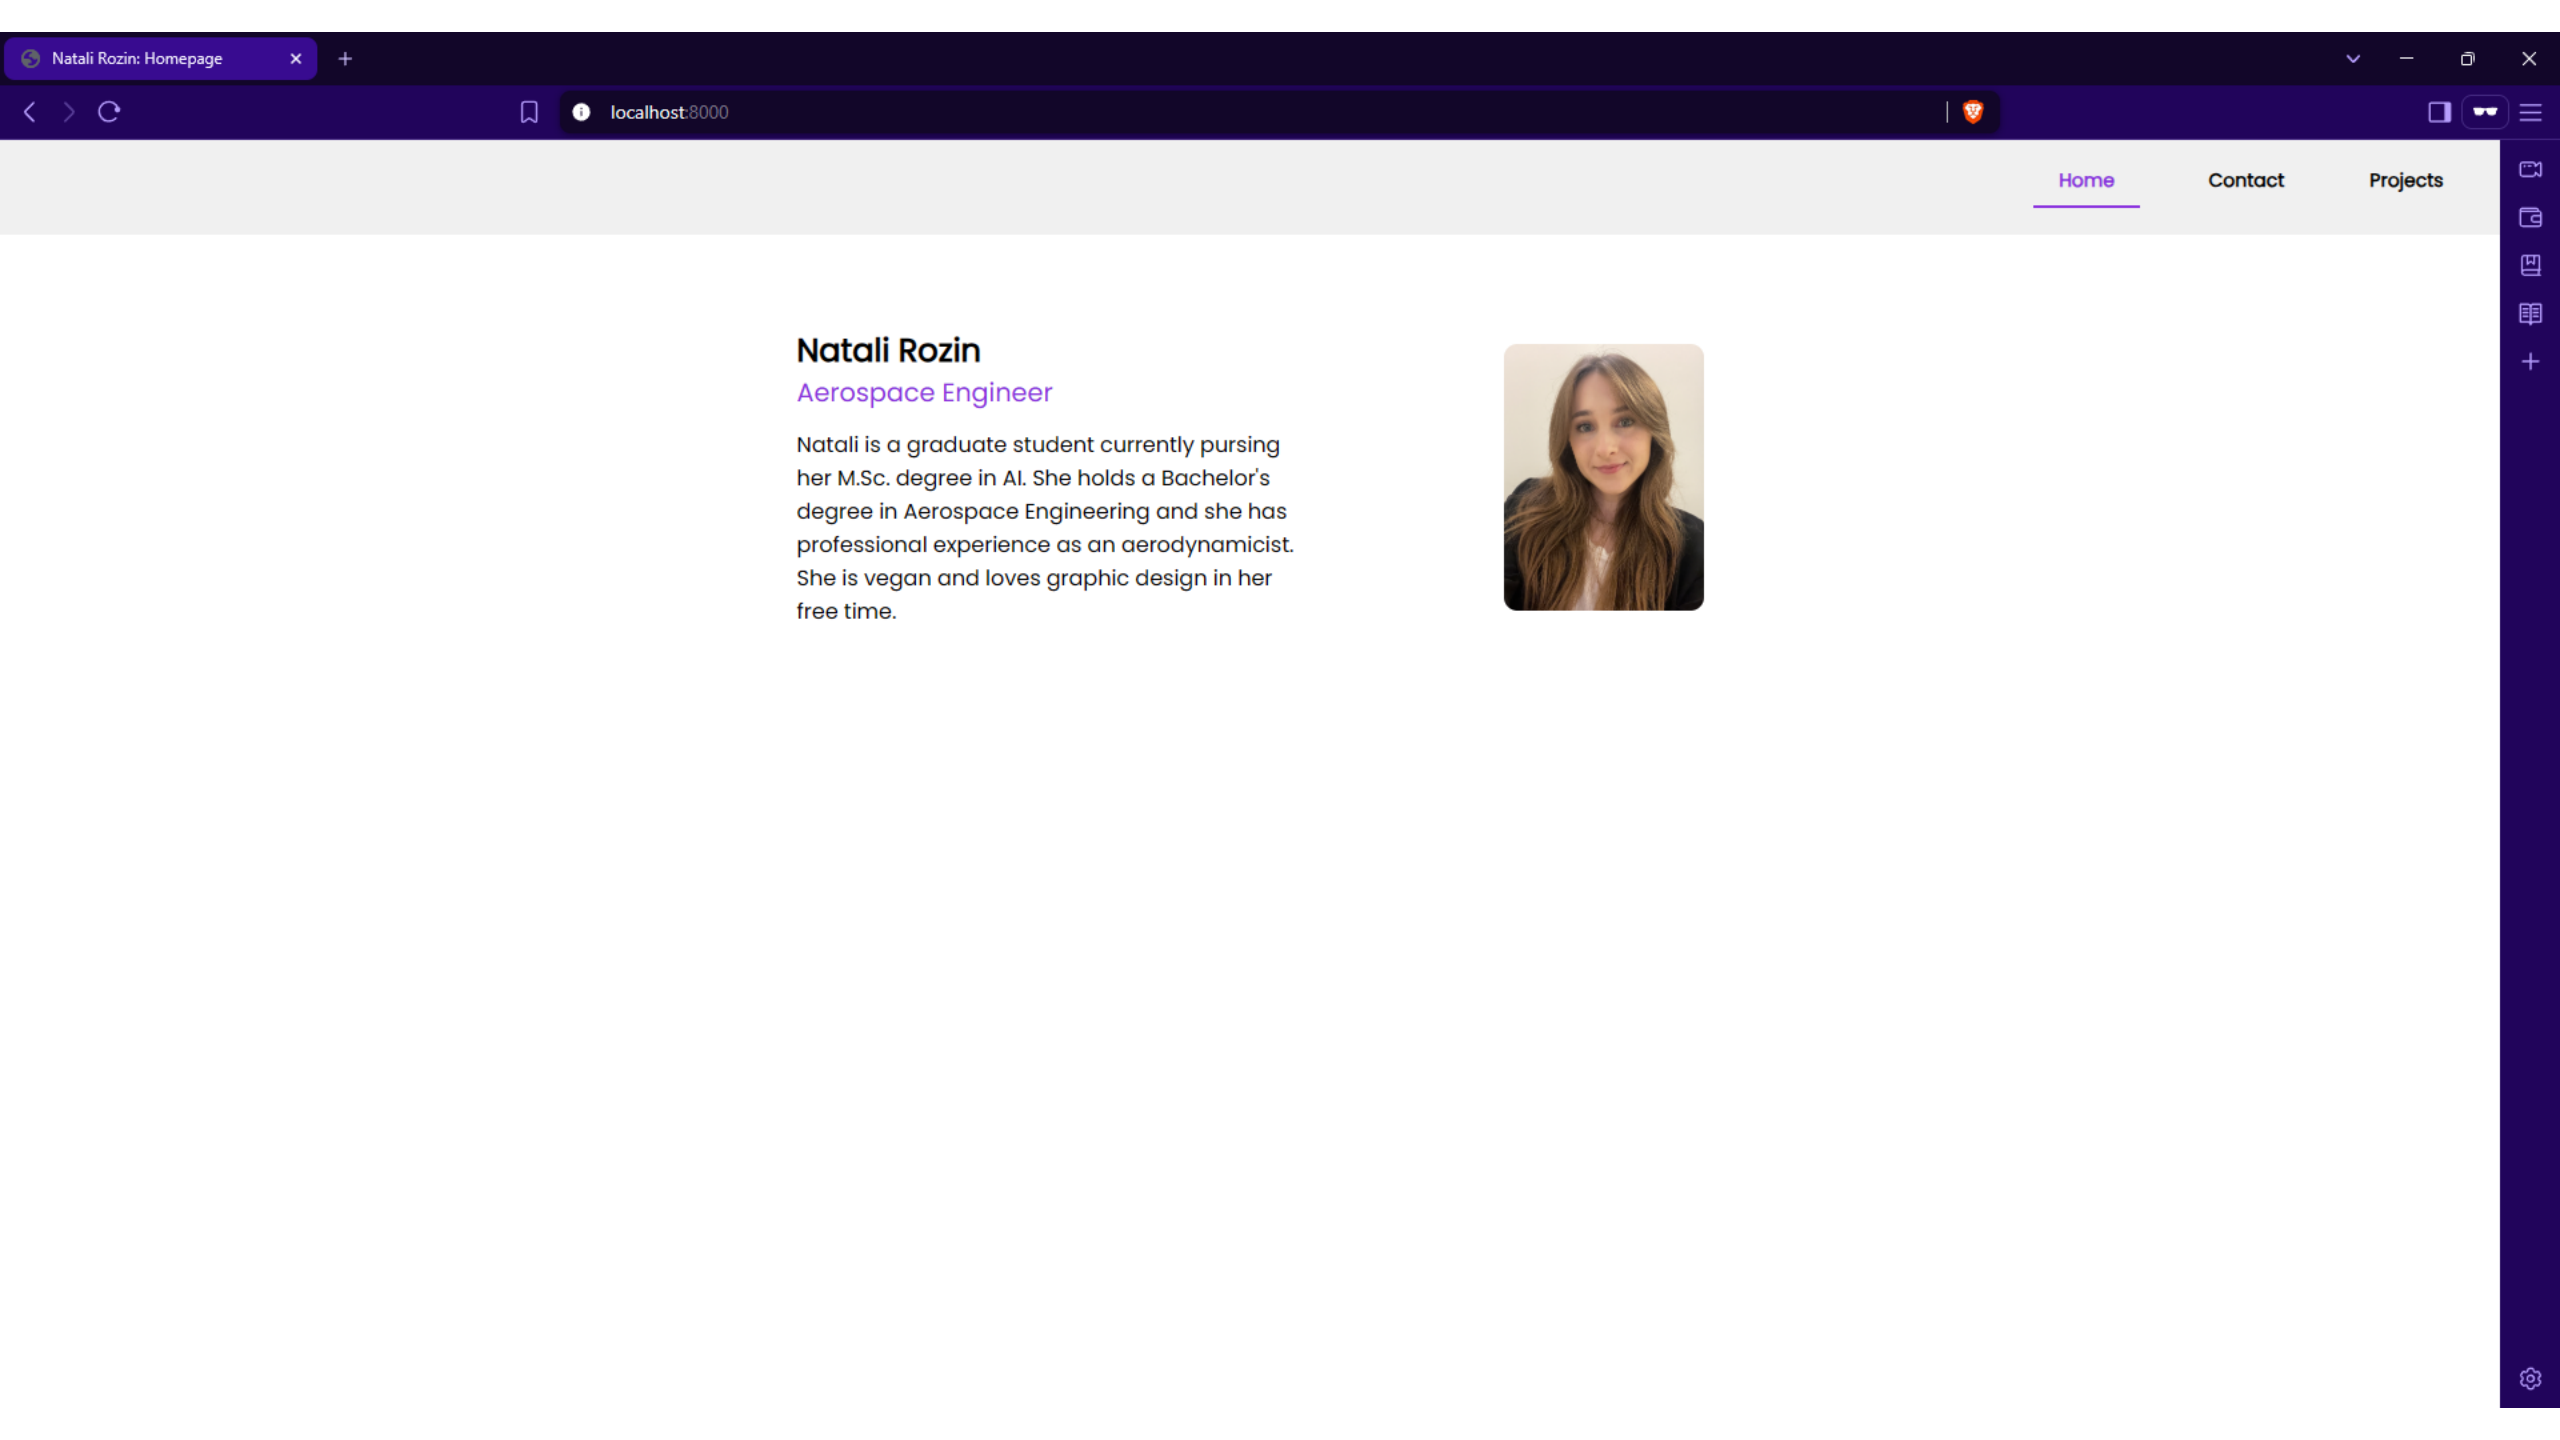 Natali Rozin: Homepage
localhost:8000
Home
Contact
Projects
Natali Rozin
Aerospace Engineer
Natali is a graduate student currently pursing
her M.Sc. degree in AI. She holds a Bachelor's
degree in Aerospace Engineering and she has
professional experience as an aerodynamicist.
She is vegan and loves graphic design in her
free time.